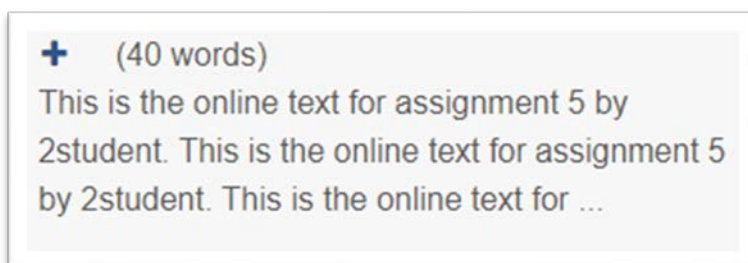 (40 words)
This is the online text for assignment 5 by
2student. This is the online text for assignment 5
by 2student. This is the online text for ...